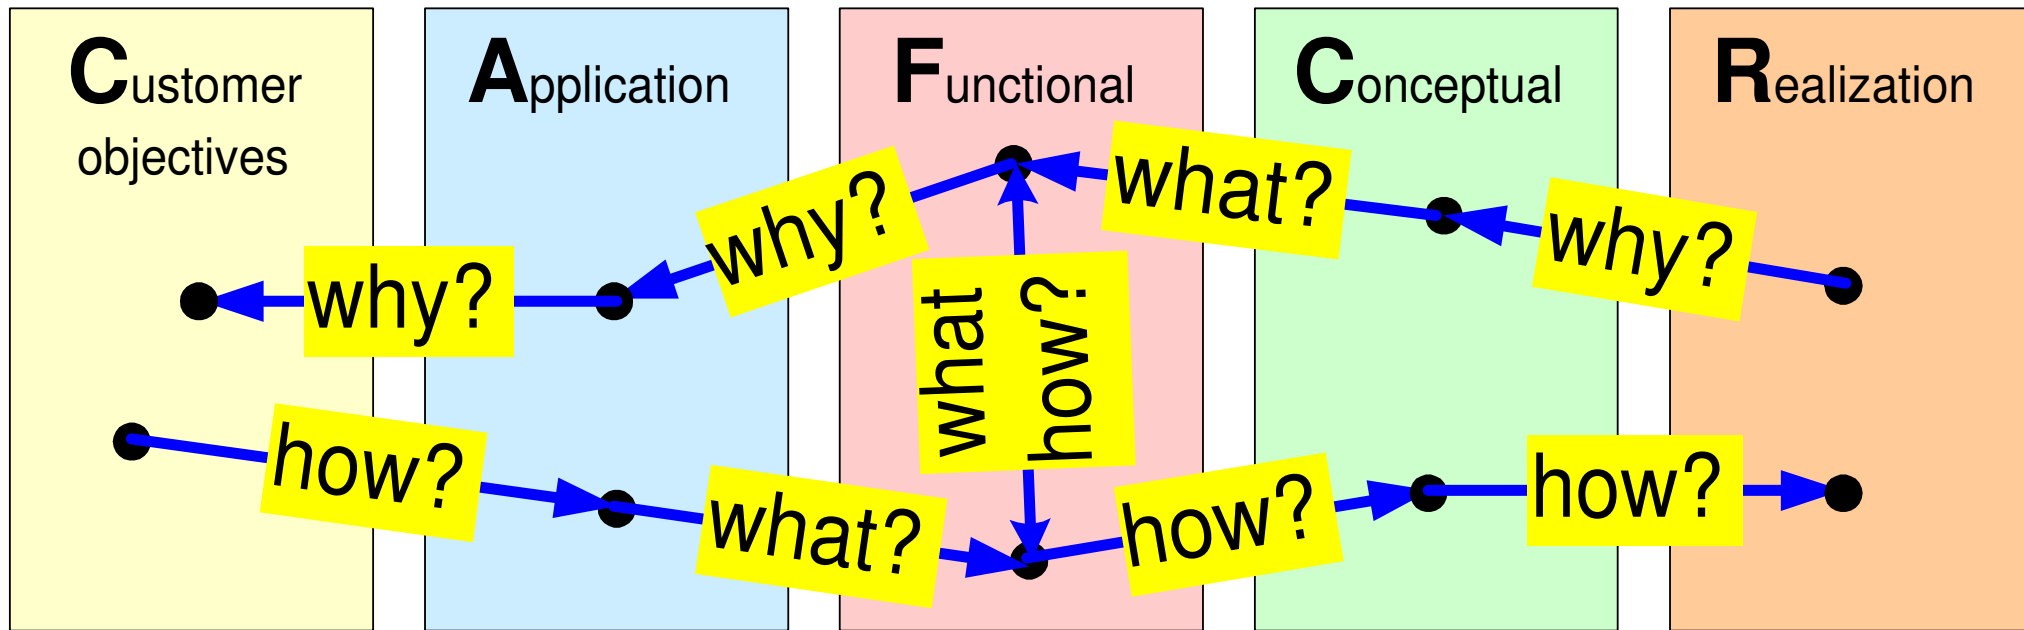 Customer
objectives
Application
Functional
Conceptual
Realization
why?
why?
what?
why?
what
how?
how?
what?
how?
how?